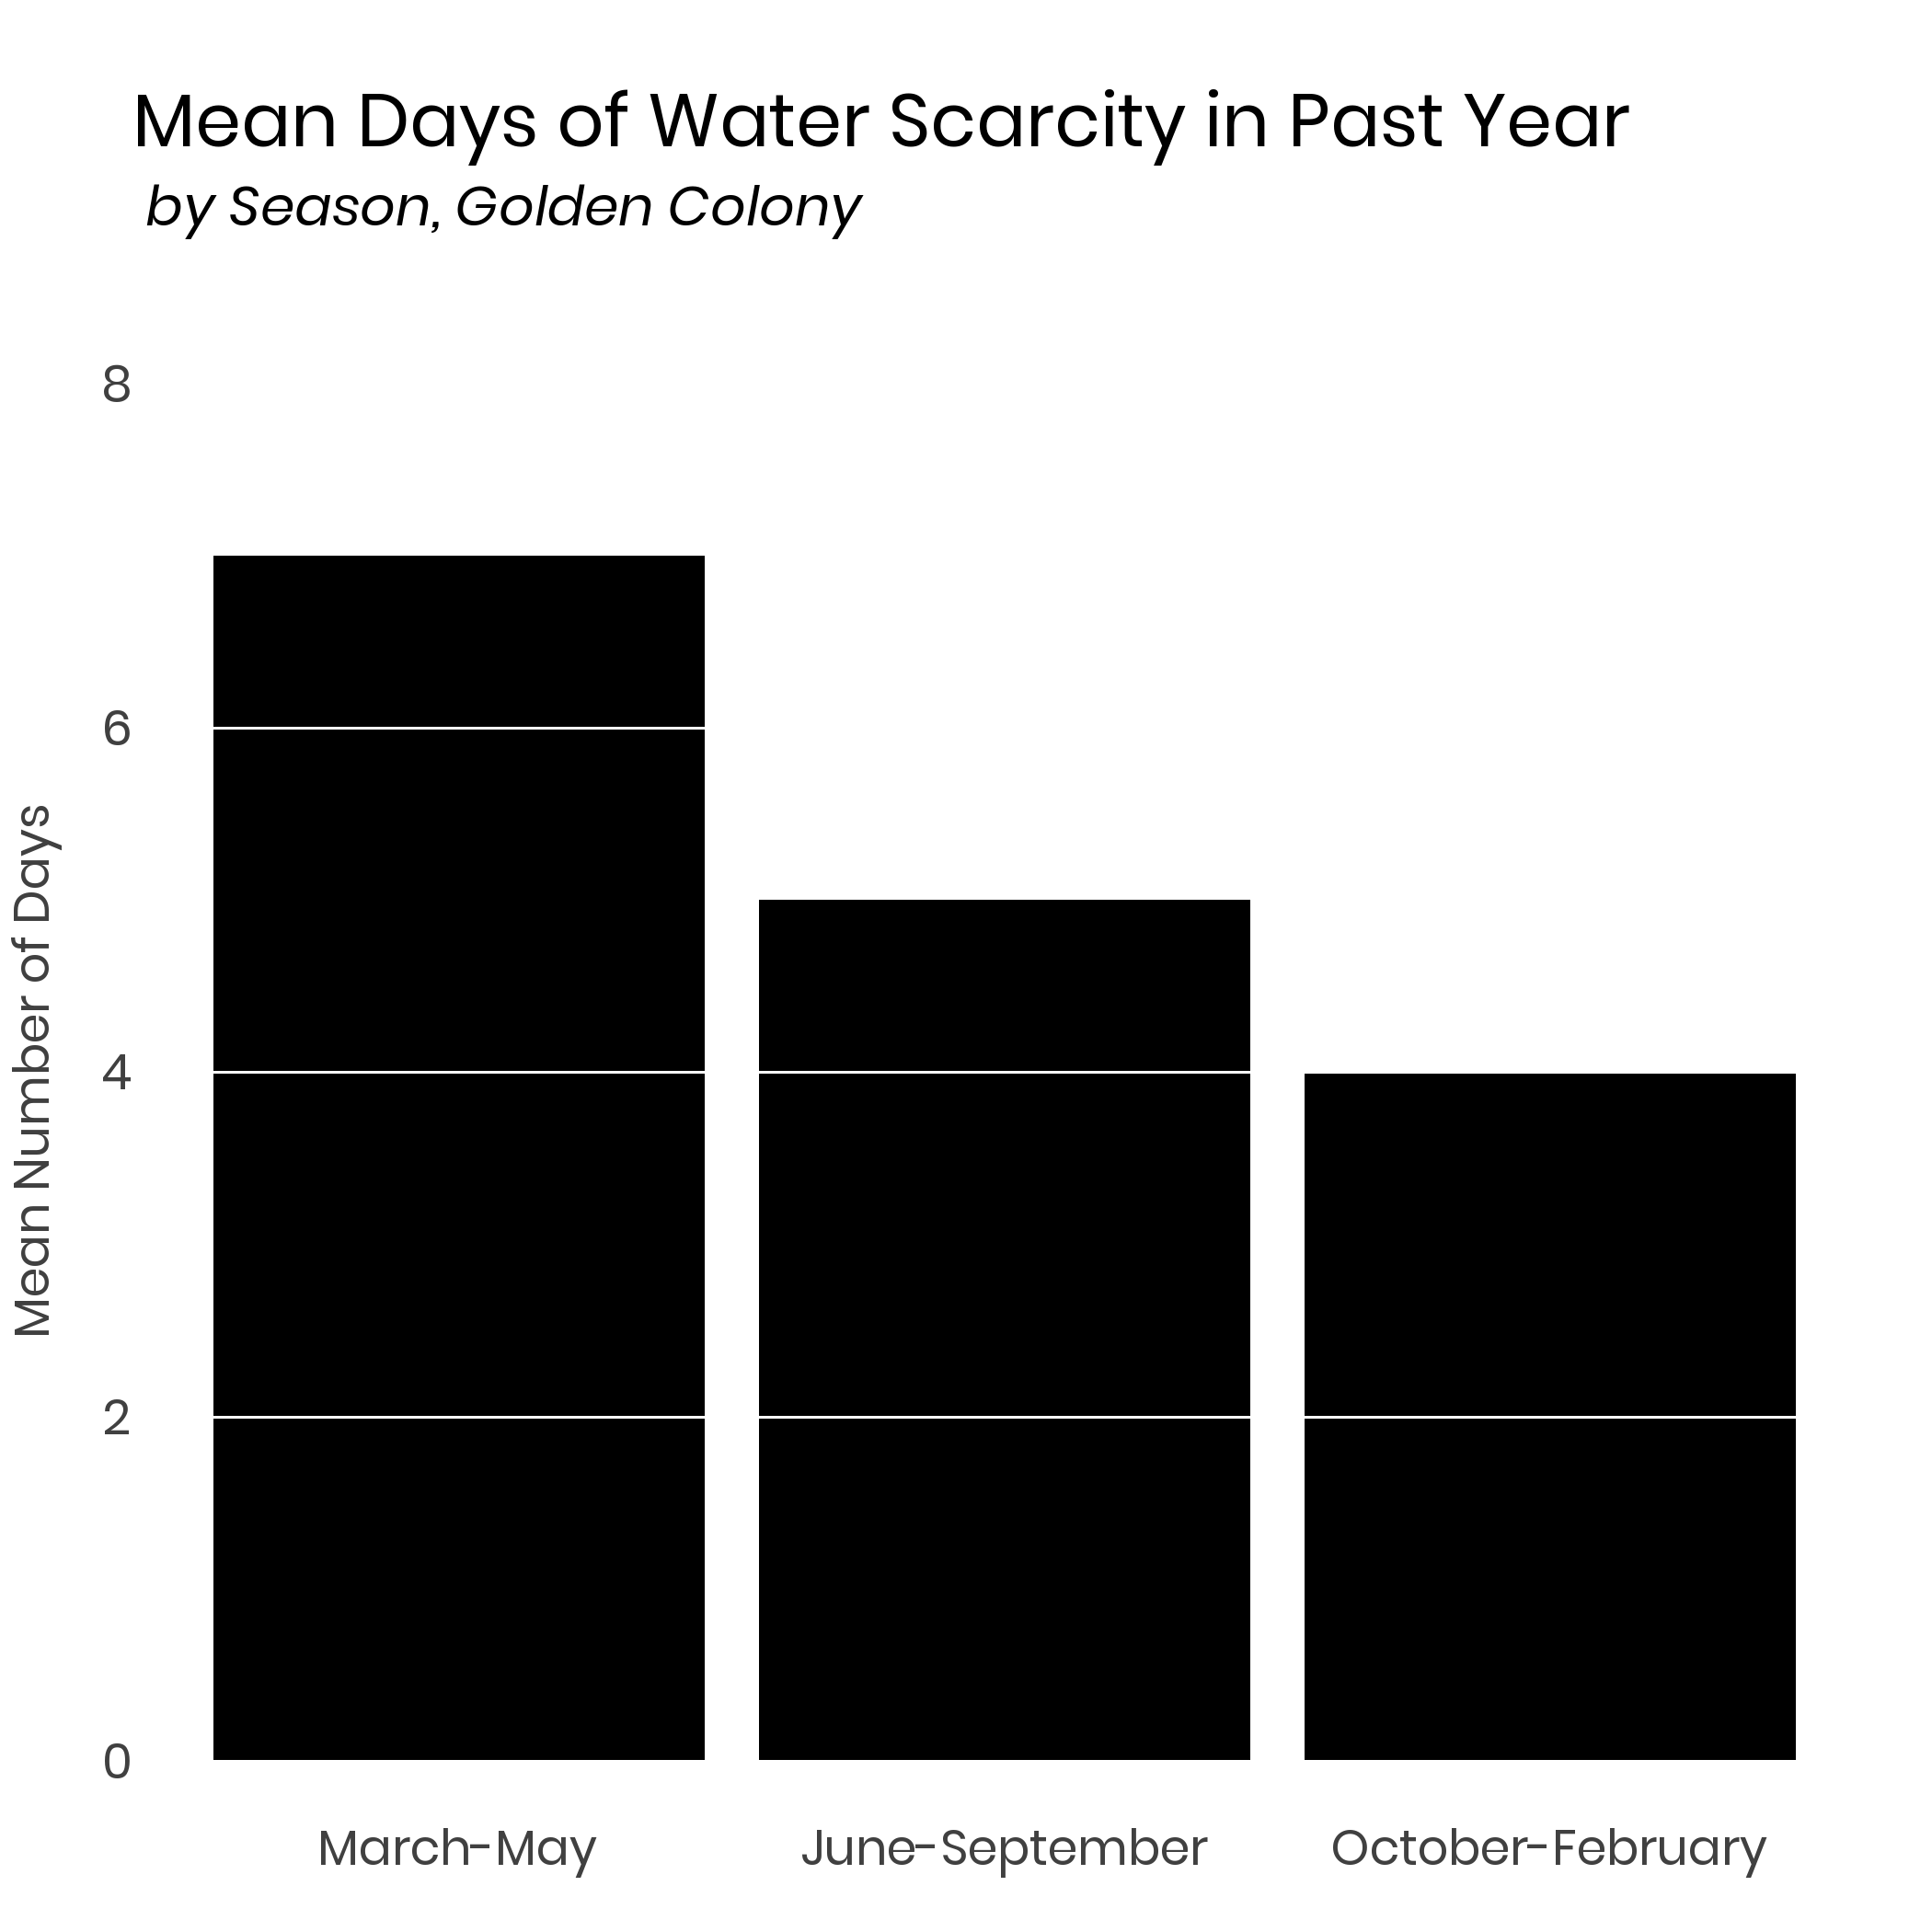 Mean Days of Water Scarcity in Past Year
by Season, Golden Colony
8
6
4
2
0
Mean Number of Days
March-May
June-September
October-February